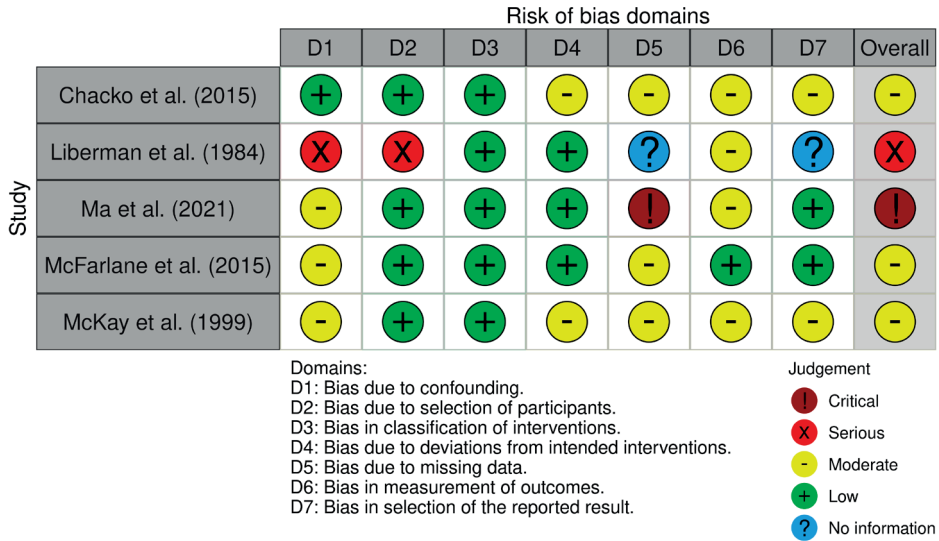 Risk of bias domains
D1 D2 D3 D4 D5 D6 D7 Overall
Study
Chacko et al. (2015) + + + - - - - -
Liberman et al. (1984) X X + + ? - ? X
Ma et al. (2021) - + + + ! - + !
McFarlane et al. (2015) - + + + - + + -
McKay et al. (1999) - + + - - - - -
Domains:
D1: Bias due to confounding.
D2: Bias due to selection of participants.
D3: Bias in classification of interventions.
D4: Bias due to deviations from intended interventions.
D5: Bias due to missing data.
D6: Bias in measurement of outcomes.
D7: Bias in selection of the reported result.
Judgement
! Critical
X Serious
- Moderate
+ Low
? No information